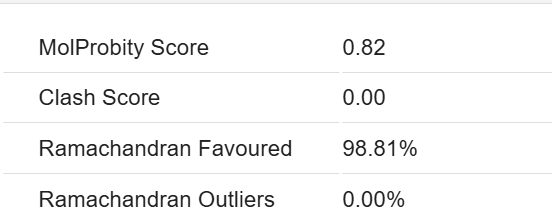 MolProbity Score 0.82
Clash Score 0.00
Ramachandran Favoured 98.81%
Ramachandran Outliers 0.00%